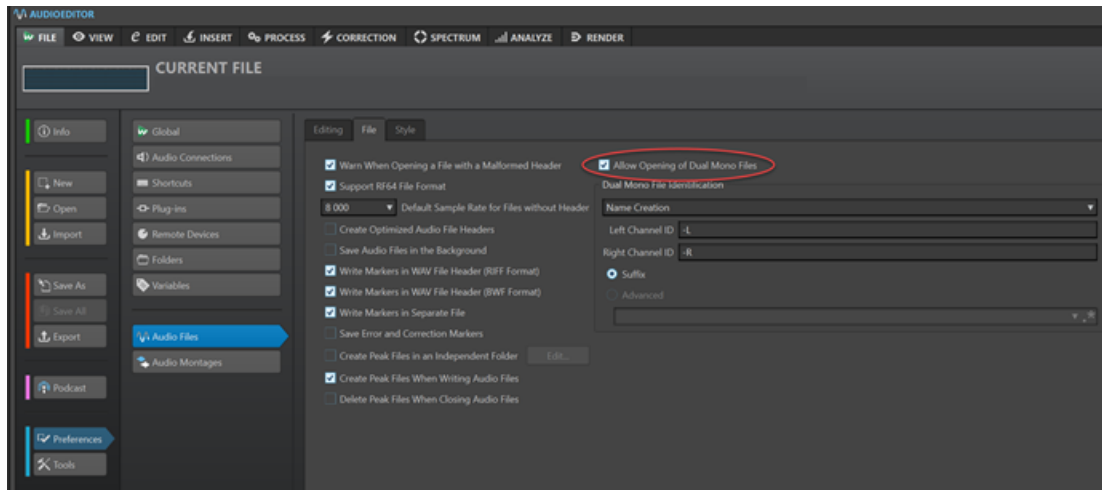 AUDIOEDITOR
FILE VIEW EDIT INSERT PROCESS CORRECTION SPECTRUM ANALYZE RENDER
CURRENT FILE
Info
New
Open
Import
Save As
Save All
Export
Podcast
Preferences
Tools
Global
Audio Connections
Shortcuts
Plug-ins
Remote Devices
Folders
Variables
Audio Files
Audio Montages
Editing File Style
Warn When Opening a File with a Malformed Header
Support RF64 File Format
8 000 Default Sample Rate for Files without Header
Create Optimized Audio File Headers
Save Audio Files in the Background
Write Markers in WAV File Header (RIFF Format)
Write Markers in WAV File Header (BWF Format)
Write Markers in Separate File
Save Error and Correction Markers
Create Peak Files in an Independent Folder Edit...
Create Peak Files When Writing Audio Files
Delete Peak Files When Closing Audio Files
Allow Opening of Dual Mono Files
Dual Mono File Identification
Name Creation
Left Channel ID -L
Right Channel ID -R
Suffix
Advanced